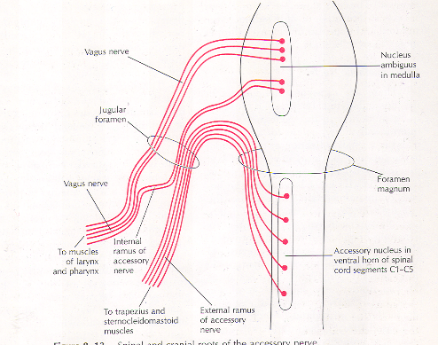 Vagus nerve
Nucleus
ambiguus
in medulla
Jugular
foramen
Vagus nerve
Foramen
magnum
To muscles
of larynx
and pharynx
Internal
ramus of
accessory
nerve
Accessory nucleus in
ventral horn of spinal
cord segments C1–C5
To trapezius and
sternocleidomastoid
muscles
External ramus
of accessory
nerve
Spinal and cranial roots of the accessory nerve